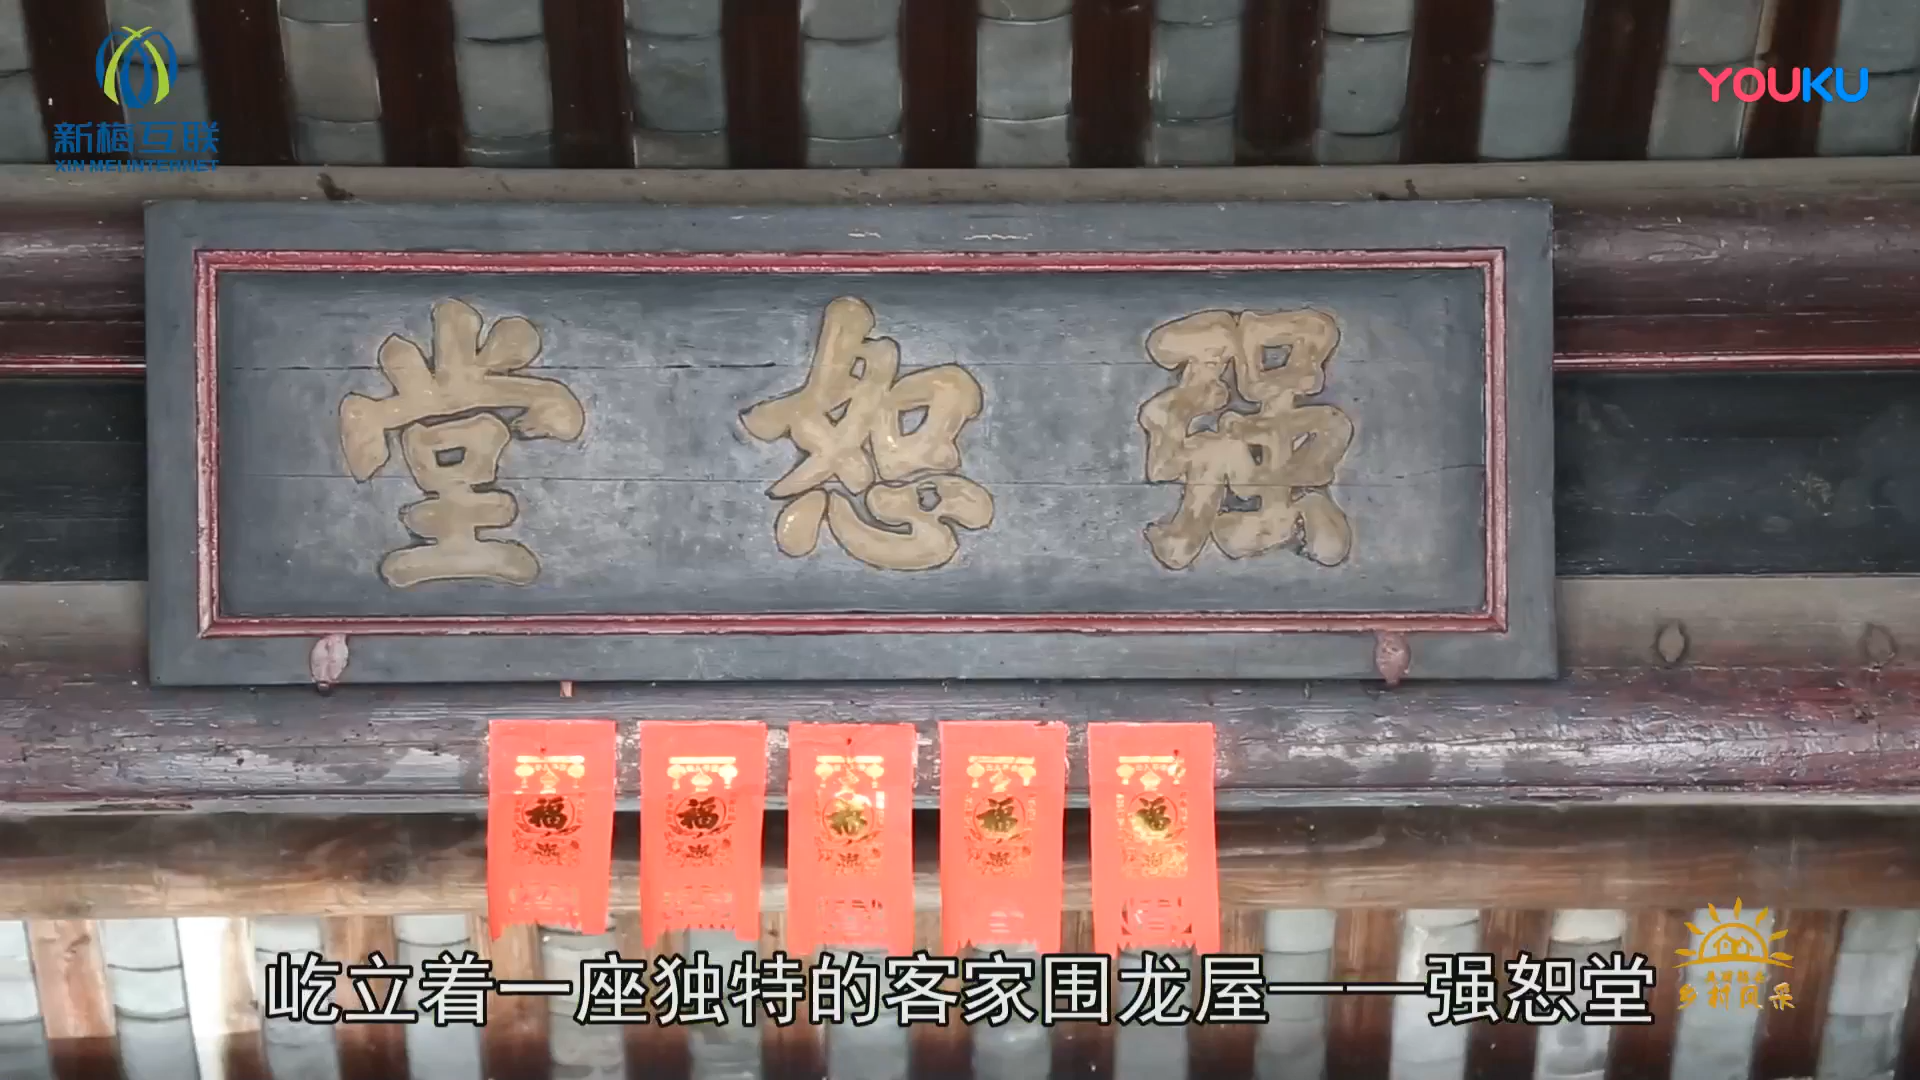 新梅互联
XIN MEI INTERNET
YOUKU
强恕堂
福
福
福
福
福
乡村风采
屹立着一座独特的客家围龙屋——强恕堂